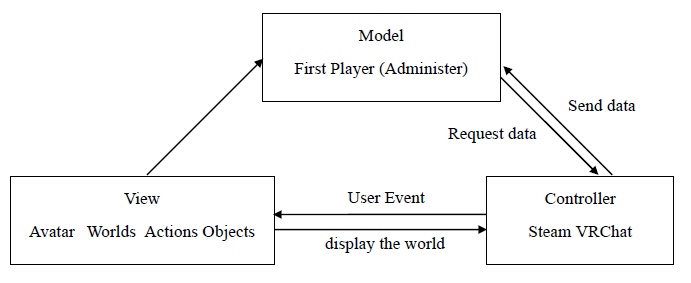 Model
First Player (Administer)
Send data
Request data
View
Avatar Worlds Actions Objects
User Event
display the world
Controller
Steam VRChat